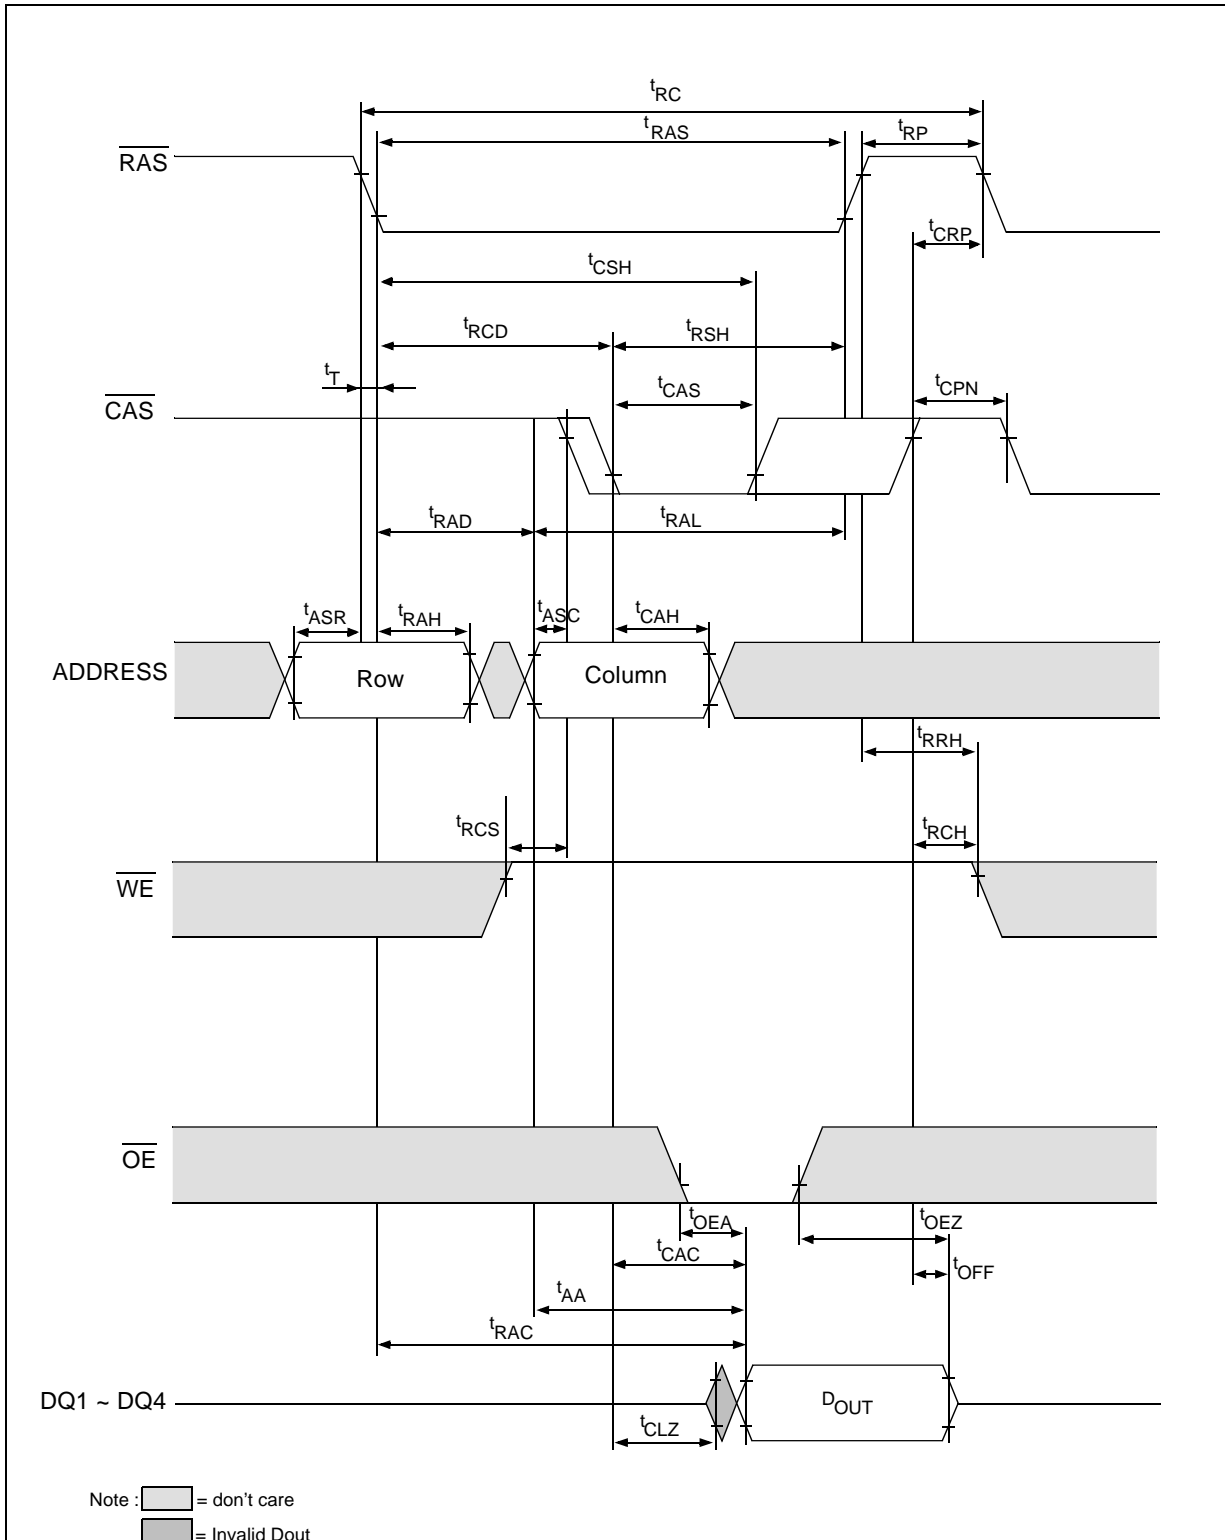 tRC
tRAS
tRP
RAS
tCRP
tCSH
tRCD
tRSH
tT
tCAS
tCPN
CAS
tRAD
tRAL
tASR
tRAH
tASC
tCAH
ADDRESS
Row
Column
tRRH
tRCS
tRCH
WE
OE
tOEA
tOEZ
tCAC
tOFF
tAA
tRAC
DQ1 ~ DQ4
DOUT
tCLZ
Note : = don't care
= Invalid Dout